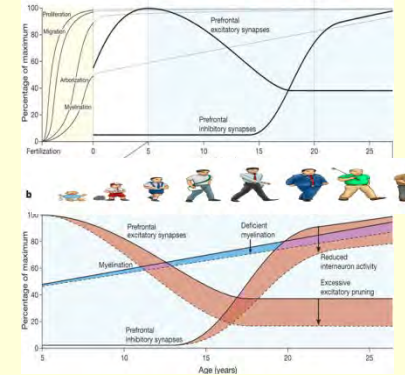 Percentage of maximum
100
80
60
40
20
0
Proliferation
Migration
Arborization
Myelination
Prefrontal
excitatory synapses
Prefrontal
inhibitory synapses
Fertilization
0
5
10
15
20
25
b
Percentage of maximum
100
80
60
40
20
0
Prefrontal
excitatory synapses
Deficient
myelination
Myelination
Reduced
interneuron activity
Excessive
excitatory pruning
Prefrontal
inhibitory synapses
5
10
15
20
25
Age (years)